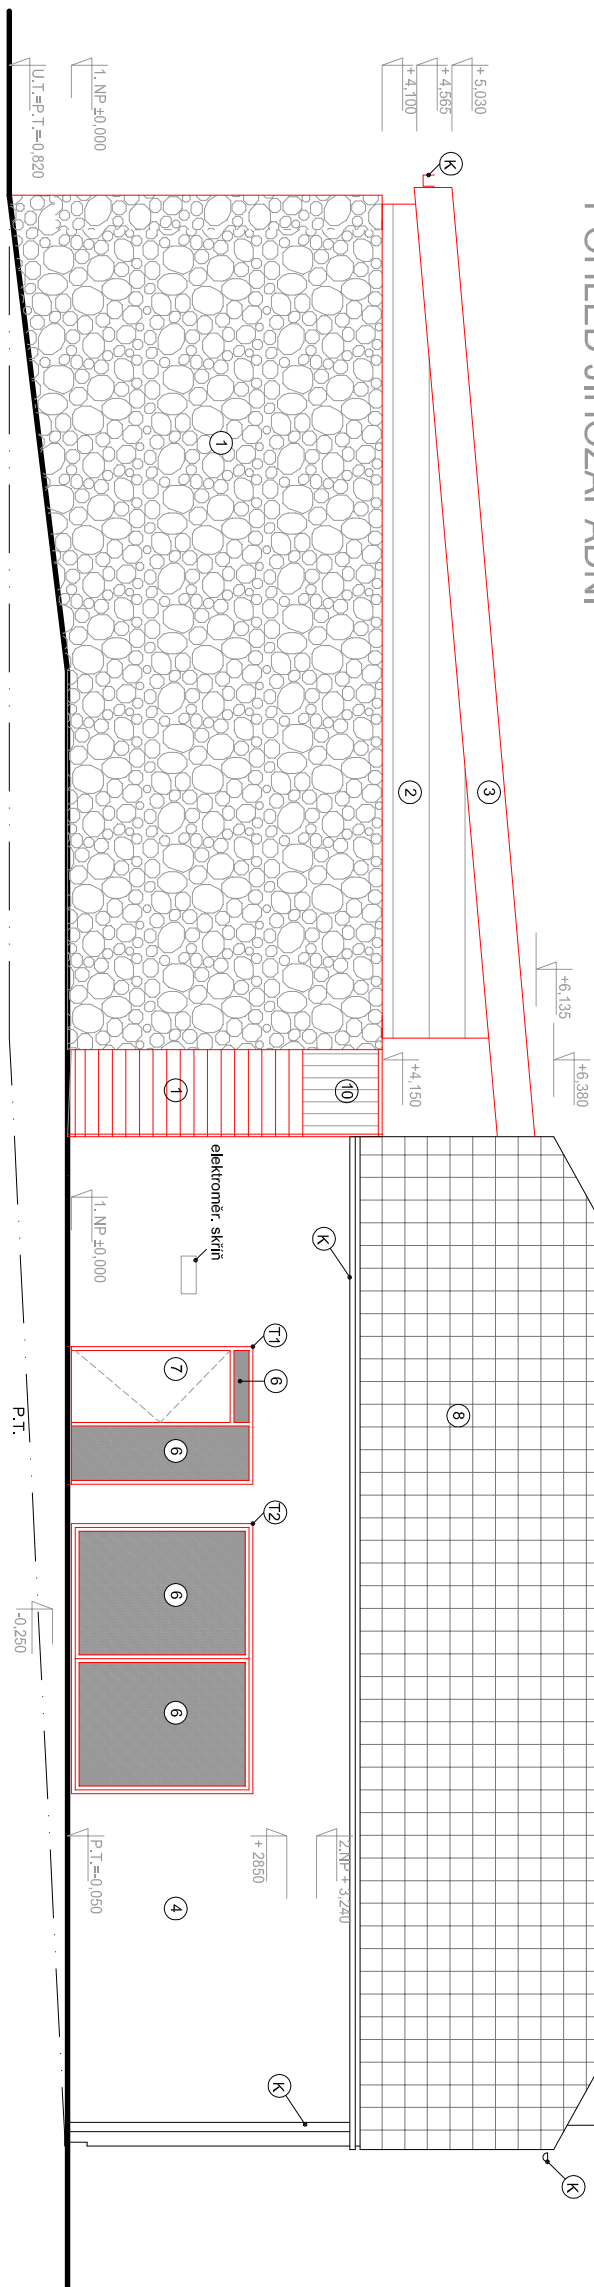 + 5,030
+ 4,565
+ 4,100
1. NP ±0,000
U.T.=P.T.=-0,820
K
1
2
3
+6,135
+6,380
+4,150
10
1
elektroměr. skříň
1. NP ±0,000
K
T1
7
6
6
8
P.T.
T2
6
6
-0,250
2.NP + 3,240
+ 2850
P.T.=-0,050
4
K
K